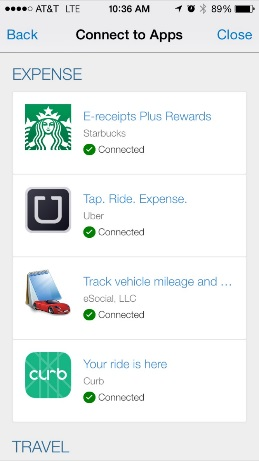 AT&T LTE 10:36 AM 89%
Back Connect to Apps Close
EXPENSE
E-receipts Plus Rewards
Starbucks
Connected
U
Tap. Ride. Expense.
Uber
Connected
Track vehicle mileage and ...
eSocial, LLC
Connected
curb
Your ride is here
Curb
Connected
TRAVEL